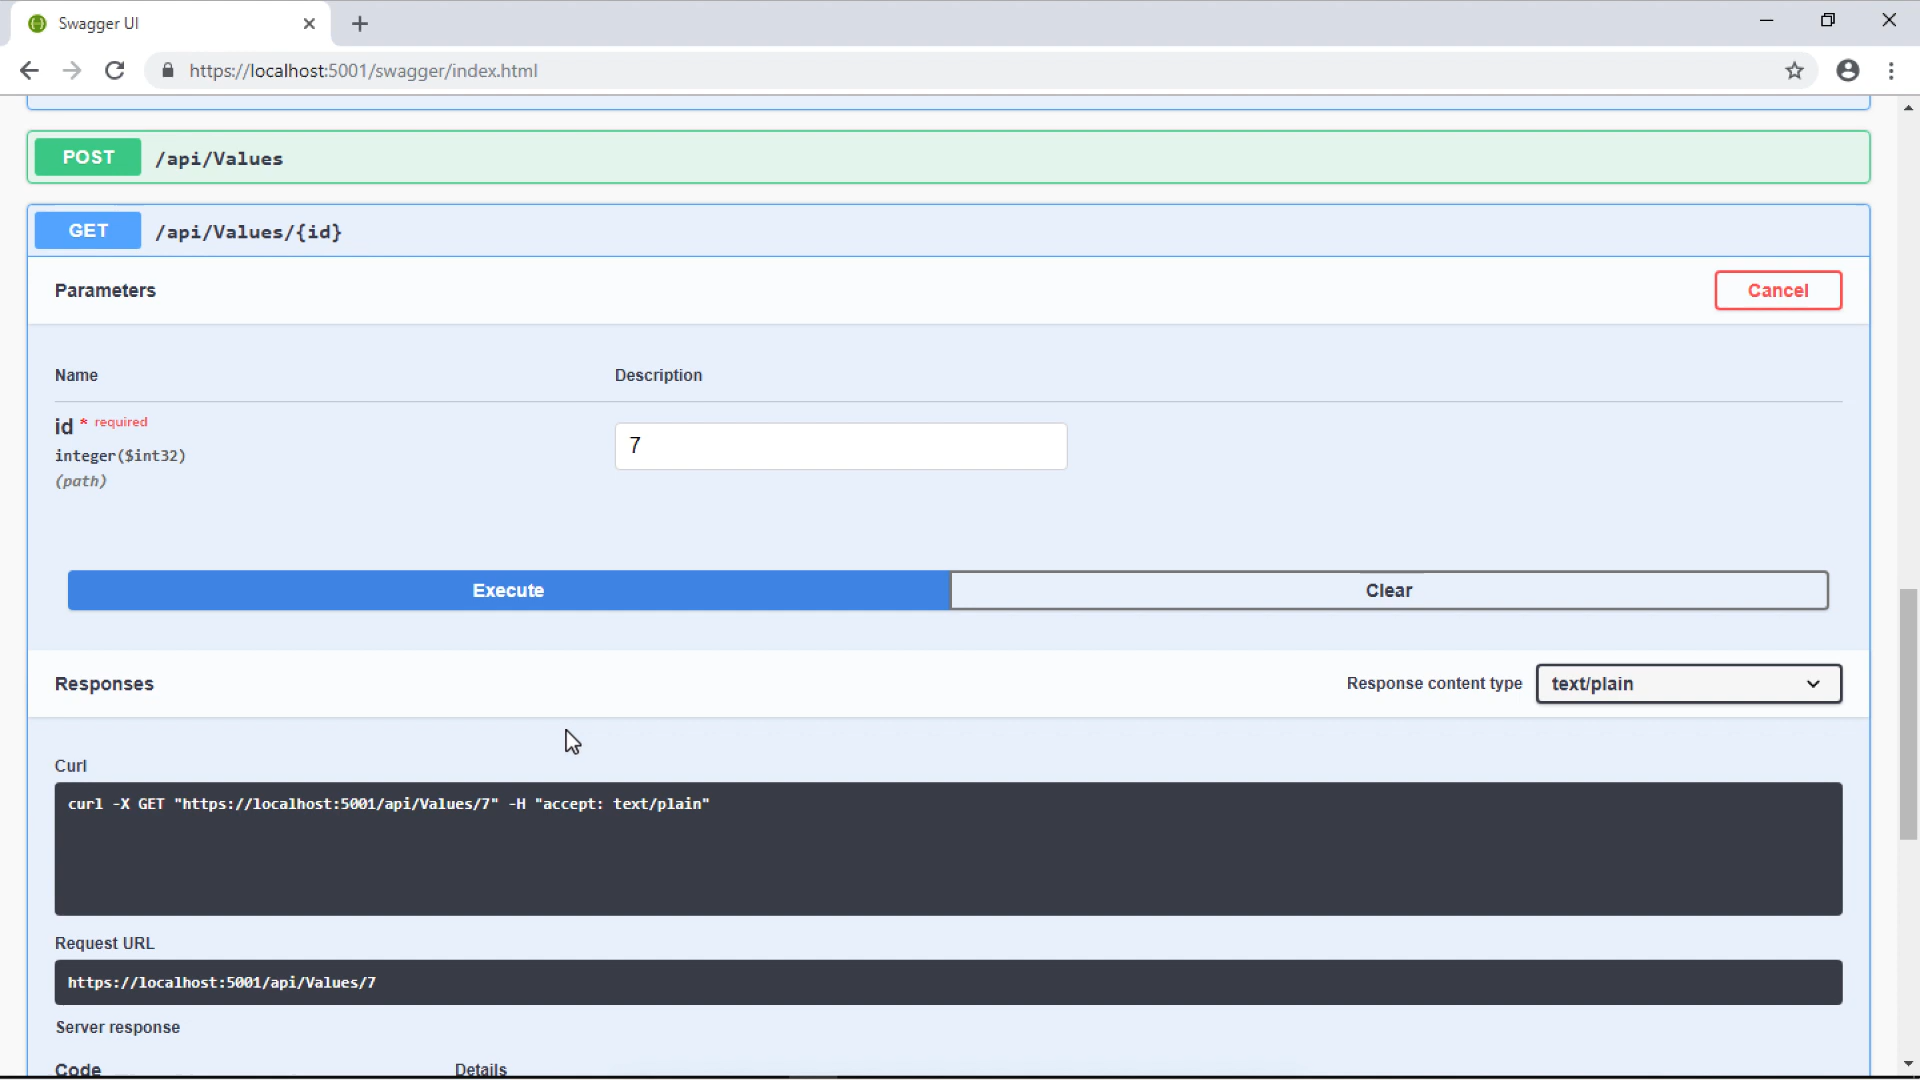 Swagger UI
https://localhost:5001/swagger/index.html
POST /api/Values
GET /api/Values/{id}
Parameters
Cancel
Name Description
id * required
integer($int32)
(path)
7
Execute Clear
Responses
Response content type text/plain
Curl
curl -X GET "https://localhost:5001/api/Values/7" -H "accept: text/plain"
Request URL
https://localhost:5001/api/Values/7
Server response
Code Details